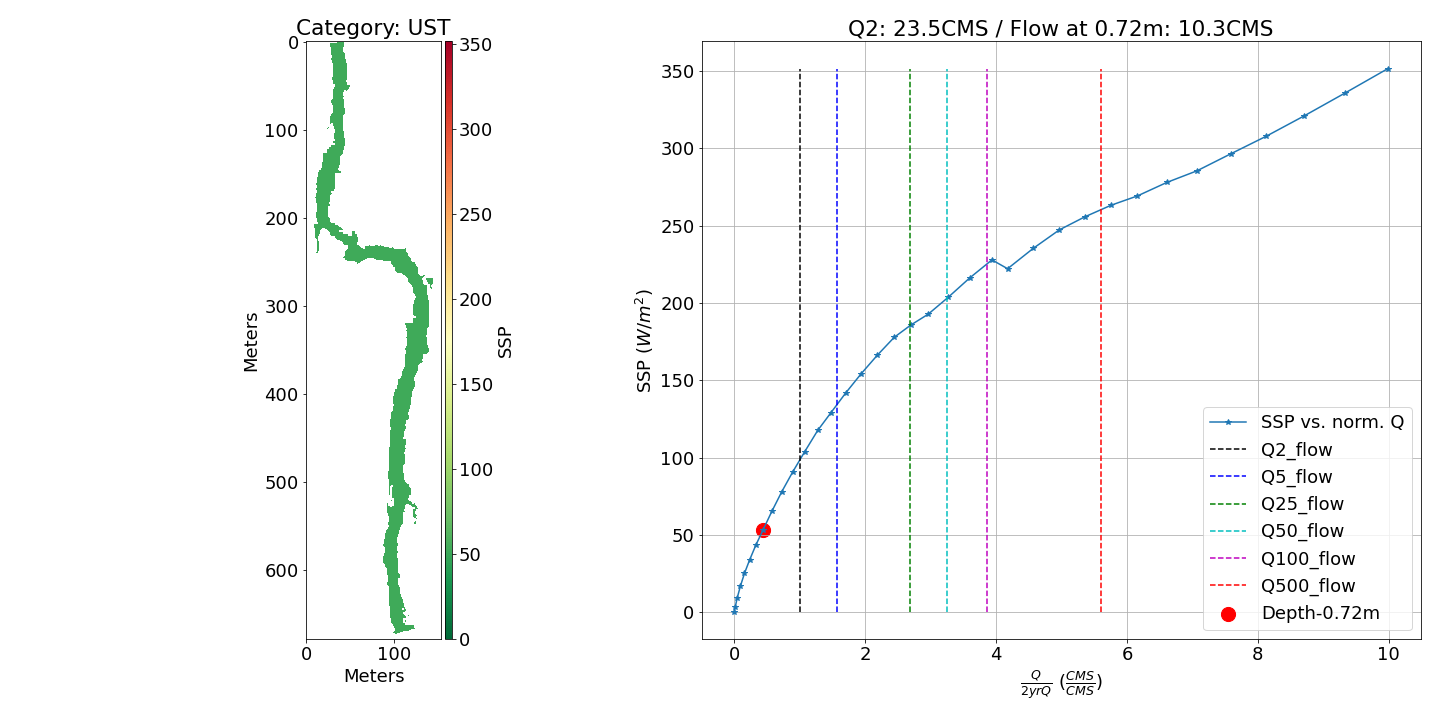 Category: UST
0
100
200
300
400
500
600
Meters
0
100
Meters
350
300
250
200
150
100
50
0
SSP
Q2: 23.5CMS / Flow at 0.72m: 10.3CMS
350
300
250
200
150
100
50
0
SSP (W/m²)
0
2
4
6
8
10
Q/2yrQ (CMS/CMS)
SSP vs. norm. Q
Q2_flow
Q5_flow
Q25_flow
Q50_flow
Q100_flow
Q500_flow
Depth-0.72m